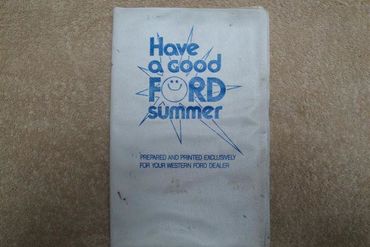 Have
a good
FORD
summer
PREPARED AND PRINTED EXCLUSIVELY
FOR YOUR WESTERN FORD DEALER